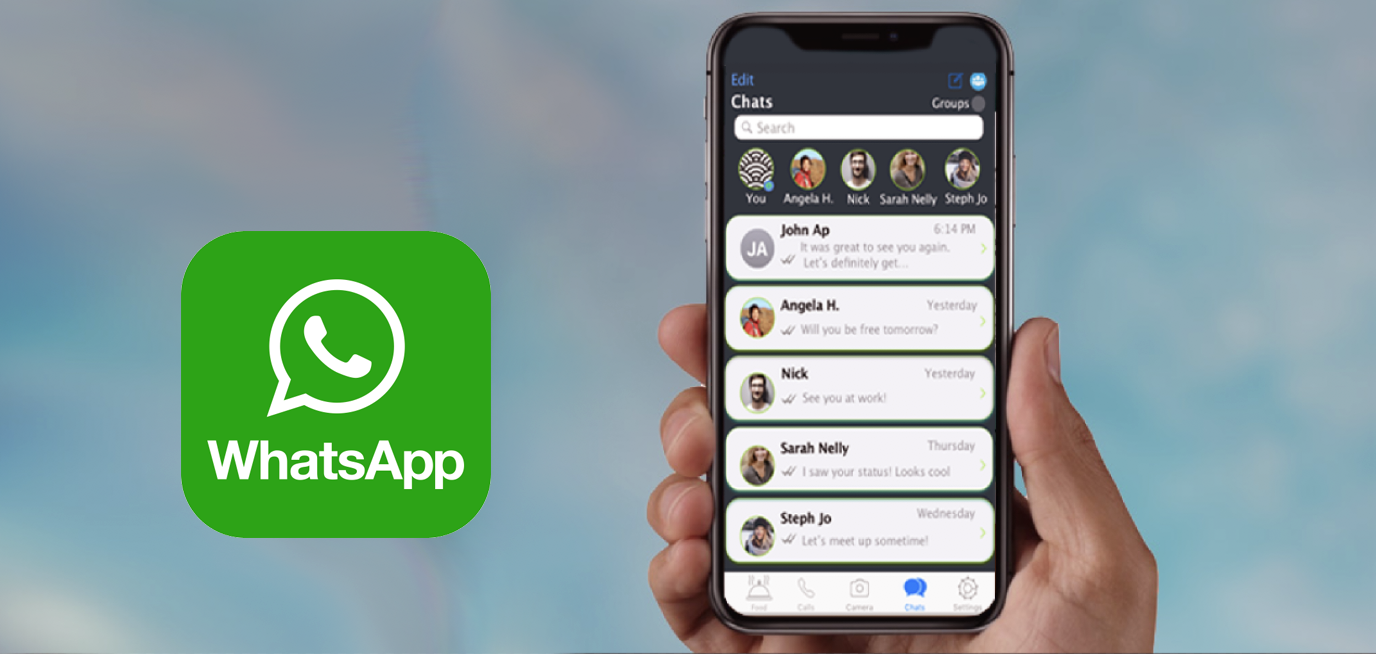 WhatsApp
Edit
Chats
Groups
Search
You
Angela H.
Nick
Sarah Nelly
Steph Jo
JA
John Ap
6:14 PM
It was great to see you again.
Let's definitely get...
Angela H.
Yesterday
Will you be free tomorrow?
Nick
Yesterday
See you at work!
Sarah Nelly
Thursday
I saw your status! Looks cool
Steph Jo
Wednesday
Let's meet up sometime!
Food
Calls
Camera
Chats
Settings